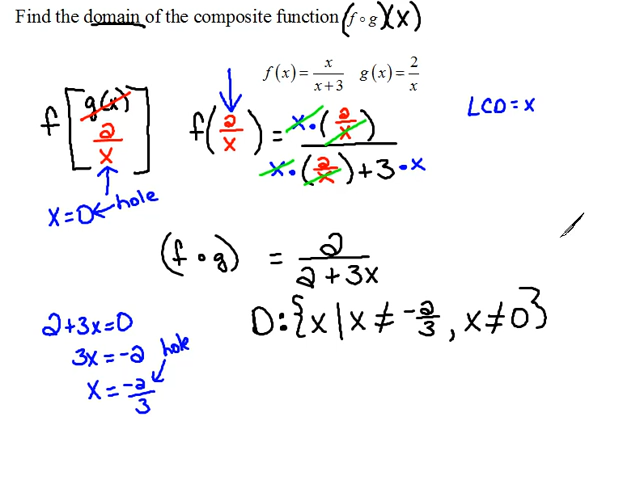 Find the domain of the composite function (f∘g)(x)
f(x) = x/(x+3)   g(x) = 2/x
f[g(x) 2/x]
f(2/x) = x·(2/x) / x·(2/x)+3·x
LCD = x
x=0 ← hole
(f∘g) = 2/(2+3x)
2+3x=0
3x=-2
hole
x=-2/3
D:{x|x≠-2/3, x≠0}